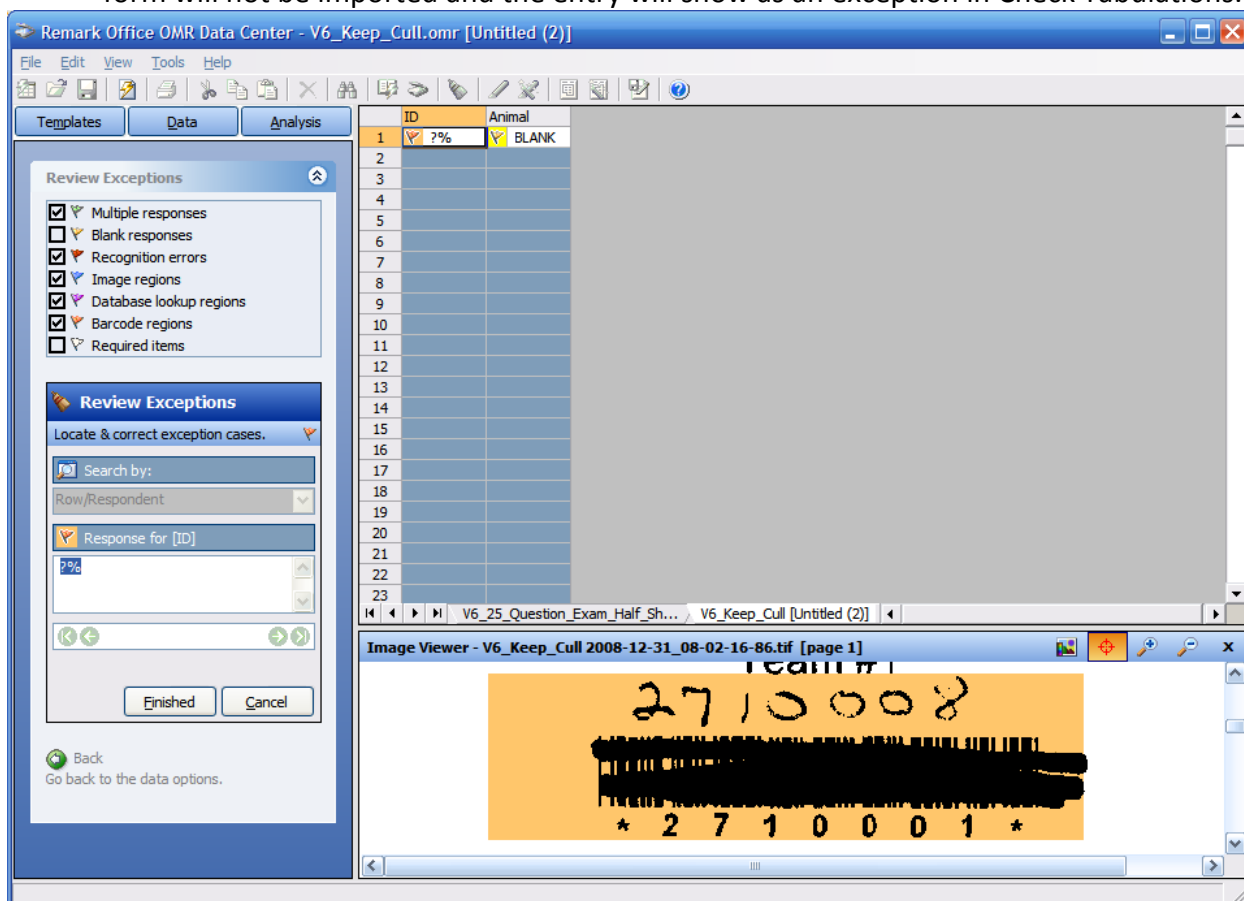 form will not be imported and the entry will show as an exception in Check Tabulations.
Remark Office OMR Data Center - V6_Keep_Cull.omr [Untitled (2)]
File Edit View Tools Help
Templates Data Analysis
Review Exceptions
Multiple responses
Blank responses
Recognition errors
Image regions
Database lookup regions
Barcode regions
Required items
Review Exceptions
Locate & correct exception cases.
Search by:
Row/Respondent
Response for [ID]
?%
Finished Cancel
Back
Go back to the data options.
ID Animal
1 ?% BLANK
2
3
4
5
6
7
8
9
10
11
12
13
14
15
16
17
18
19
20
21
22
23
V6_25_Question_Exam_Half_Sh... V6_Keep_Cull [Untitled (2)]
Image Viewer - V6_Keep_Cull 2008-12-31_08-02-16-86.tif [page 1] x
Team #1
2710008
* 2 7 1 0 0 0 1 *